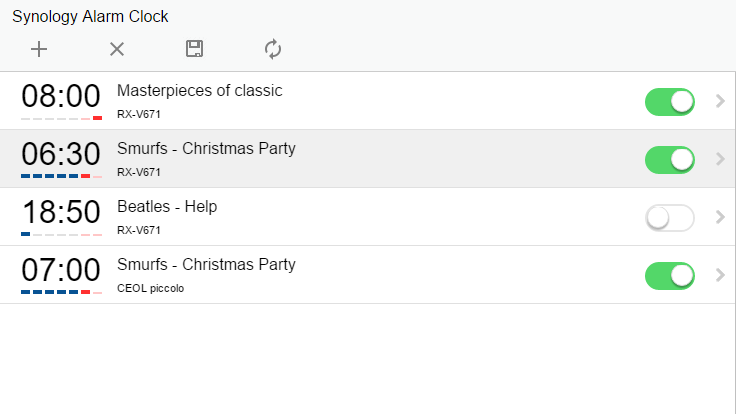 Synology Alarm Clock
08:00 Masterpieces of classic
RX-V671
06:30 Smurfs - Christmas Party
RX-V671
18:50 Beatles - Help
RX-V671
07:00 Smurfs - Christmas Party
CEOL piccolo